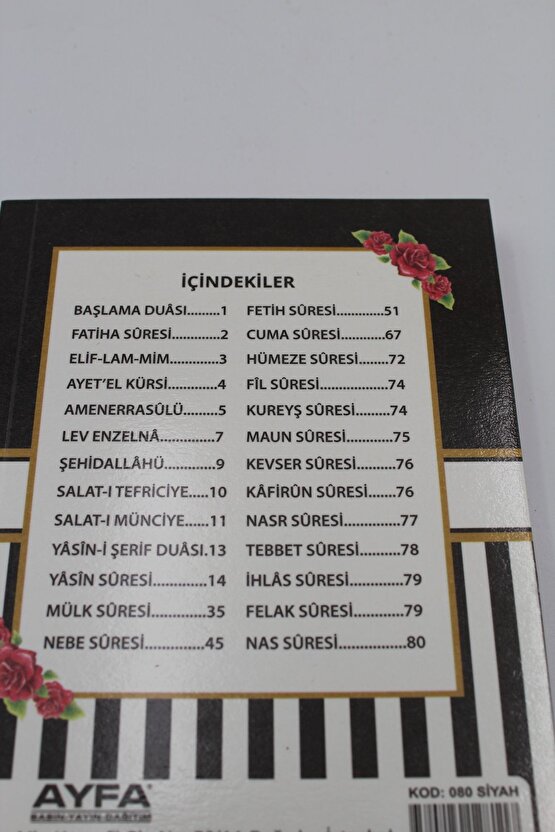 İÇİNDEKİLER
BAŞLAMA DUÂSI.........1
FATİHA SÛRESİ.............2
ELİF-LAM-MİM.............3
AYET'EL KÜRSİ.............4
AMENERRASÛLÜ..........5
LEV ENZELNÂ...............7
ŞEHİDALLÂHÜ..............9
SALAT-I TEFRİCİYE.....10
SALAT-I MÜNCİYE......11
YÂSİN-İ ŞERİF DUÂSI.13
YÂSİN SÛRESİ..............14
MÜLK SÛRESİ..............35
NEBE SÛRESİ...............45
FETİH SÛRESİ.............51
CUMA SÛRESİ.............67
HÜMEZE SÛRESİ........72
FÎL SÛRESİ..................74
KUREYŞ SÛRESİ..........74
MAUN SÛRESİ............75
KEVSER SÛRESİ..........76
KÂFİRÛN SÛRESİ........76
NASR SÛRESİ..............77
TEBBET SÛRESİ...........78
İHLÂS SÛRESİ..............79
FELAK SÛRESİ.............79
NAS SÛRESİ.................80
AYFA
BASIN-YAYIN-DAĞITIM
KOD: 080 SİYAH